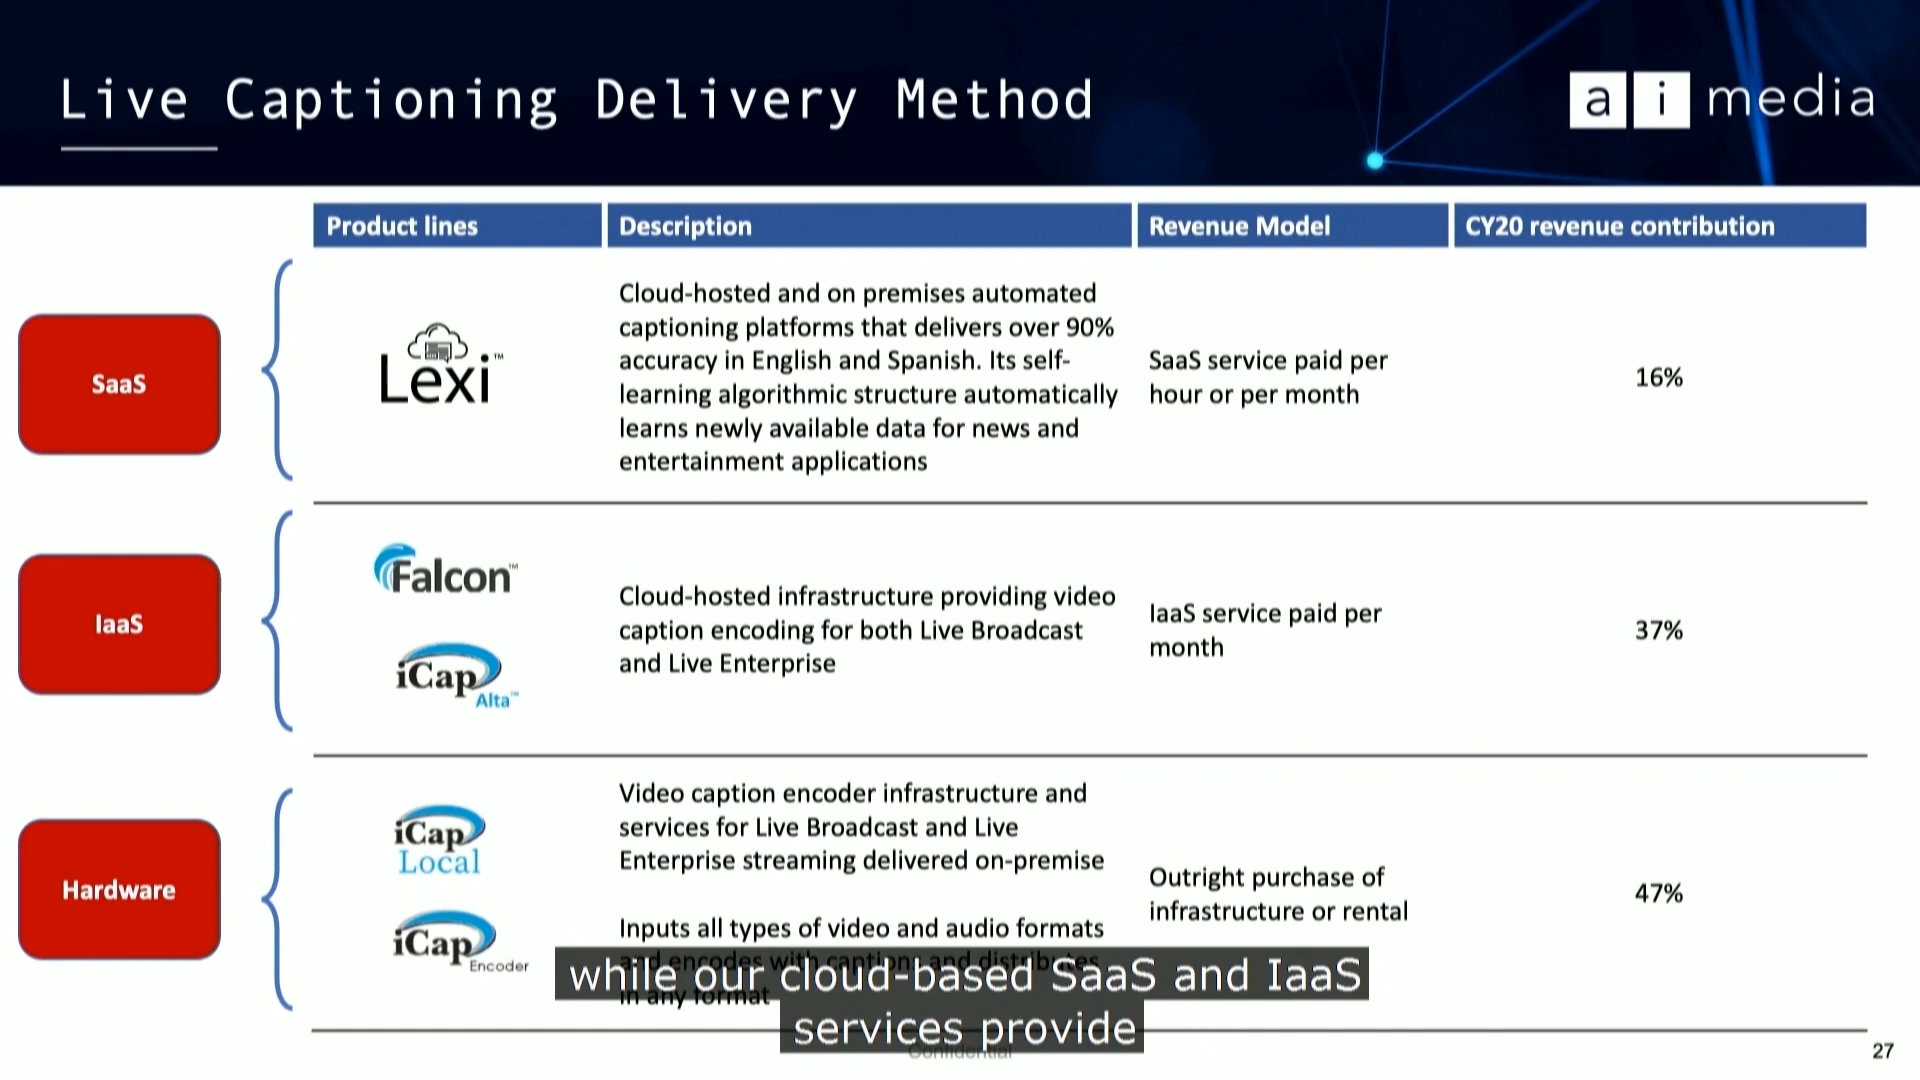 Live Captioning Delivery Method
ai media
Product lines
Description
Revenue Model
CY20 revenue contribution
SaaS
Lexi™
Cloud-hosted and on premises automated
captioning platforms that delivers over 90%
accuracy in English and Spanish. Its self-
learning algorithmic structure automatically
learns newly available data for news and
entertainment applications
SaaS service paid per
hour or per month
16%
IaaS
Falcon™
iCap
Alta™
Cloud-hosted infrastructure providing video
caption encoding for both Live Broadcast
and Live Enterprise
IaaS service paid per
month
37%
Hardware
iCap
Local
iCap
Encoder
Video caption encoder infrastructure and
services for Live Broadcast and Live
Enterprise streaming delivered on-premise
Inputs all types of video and audio formats
and encodes with captions and distributes
in any format
Outright purchase of
infrastructure or rental
47%
while our cloud-based SaaS and IaaS
services provide
Confidential
27